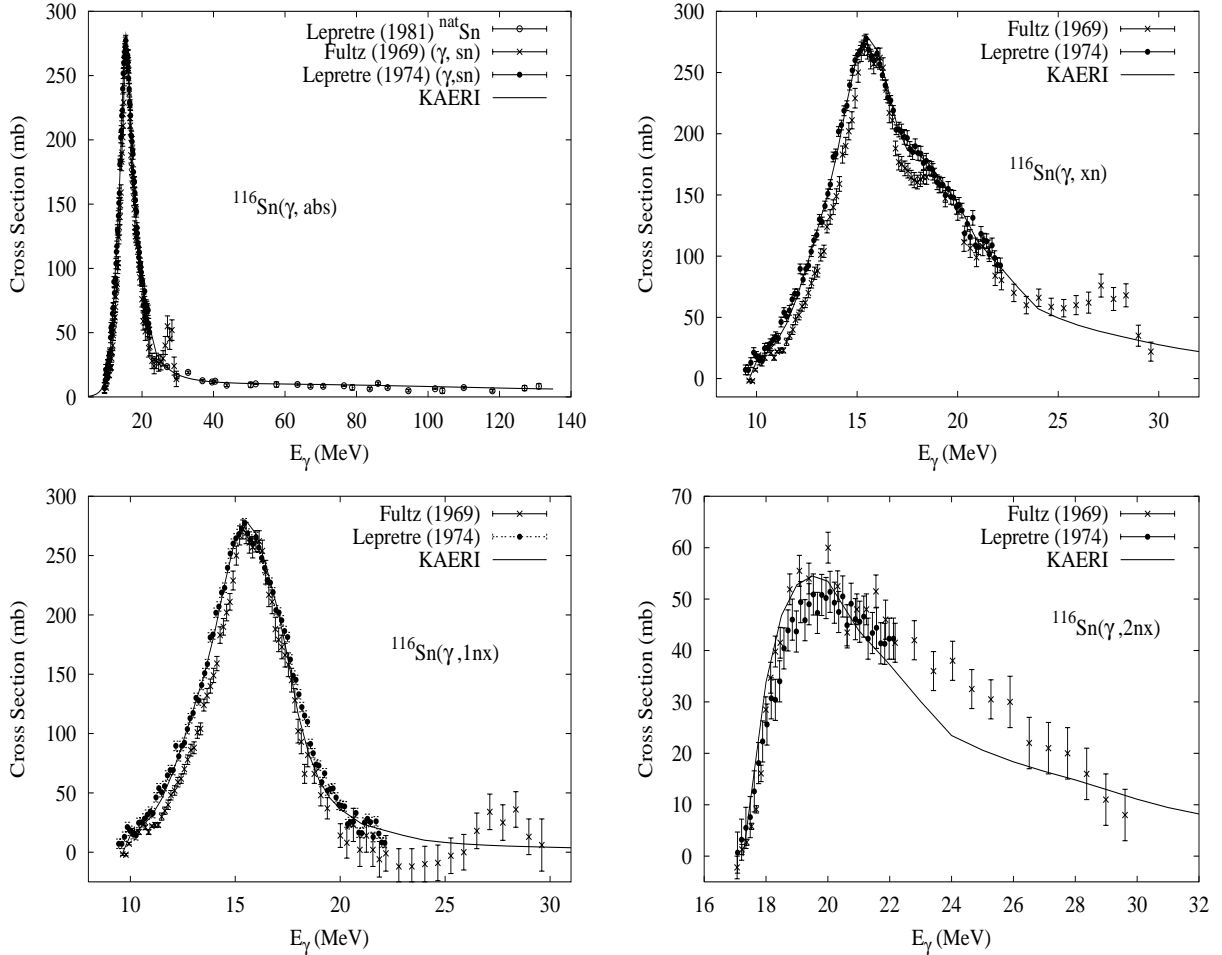 300
250
200
150
100
50
0
20
40
60
80
100
120
140
Cross Section (mb)
E_γ (MeV)
Lepretre (1981) ^natSn
Fultz (1969) (γ, sn)
Lepretre (1974) (γ,sn)
KAERI
^116Sn(γ, abs)
300
250
200
150
100
50
0
10
15
20
25
30
Cross Section (mb)
E_γ (MeV)
Fultz (1969)
Lepretre (1974)
KAERI
^116Sn(γ, xn)
300
250
200
150
100
50
0
10
15
20
25
30
Cross Section (mb)
E_γ (MeV)
Fultz (1969)
Lepretre (1974)
KAERI
^116Sn(γ,1nx)
70
60
50
40
30
20
10
0
16
18
20
22
24
26
28
30
32
Cross Section (mb)
E_γ (MeV)
Fultz (1969)
Lepretre (1974)
KAERI
^116Sn(γ,2nx)